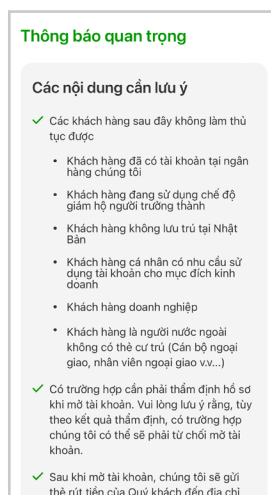 Thông báo quan trọng
Các nội dung cần lưu ý
Các khách hàng sau đây không làm thủ
tục được
• Khách hàng đã có tài khoản tại ngân
hàng chúng tôi
• Khách hàng đang sử dụng chế độ
giám hộ người trưởng thành
• Khách hàng không lưu trú tại Nhật
Bản
• Khách hàng cá nhân có nhu cầu sử
dụng tài khoản cho mục đích kinh
doanh
• Khách hàng doanh nghiệp
• Khách hàng là người nước ngoài
không có thẻ cư trú (Cán bộ ngoại
giao, nhân viên ngoại giao v.v...)
Có trường hợp cần phải thẩm định hồ sơ
khi mở tài khoản. Vui lòng lưu ý rằng, tùy
theo kết quả thẩm định, có trường hợp
chúng tôi có thể sẽ phải từ chối mở tài
khoản.
Sau khi mở tài khoản, chúng tôi sẽ gửi
thẻ rút tiền của Quý khách đến địa chỉ